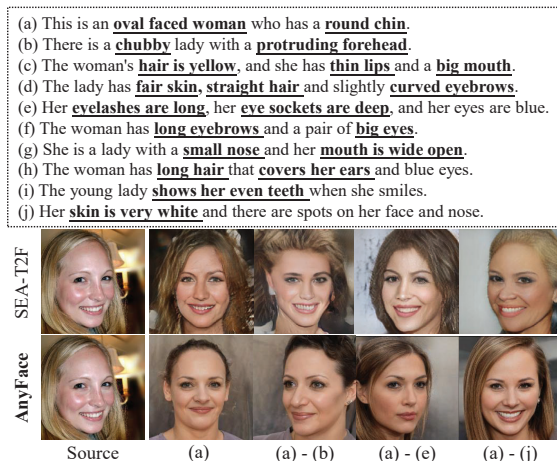 (a) This is an oval faced woman who has a round chin.
(b) There is a chubby lady with a protruding forehead.
(c) The woman's hair is yellow, and she has thin lips and a big mouth.
(d) The lady has fair skin, straight hair and slightly curved eyebrows.
(e) Her eyelashes are long, her eye sockets are deep, and her eyes are blue.
(f) The woman has long eyebrows and a pair of big eyes.
(g) She is a lady with a small nose and her mouth is wide open.
(h) The woman has long hair that covers her ears and blue eyes.
(i) The young lady shows her even teeth when she smiles.
(j) Her skin is very white and there are spots on her face and nose.
SEA-T2F
AnyFace
Source (a) (a) - (b) (a) - (e) (a) - (j)